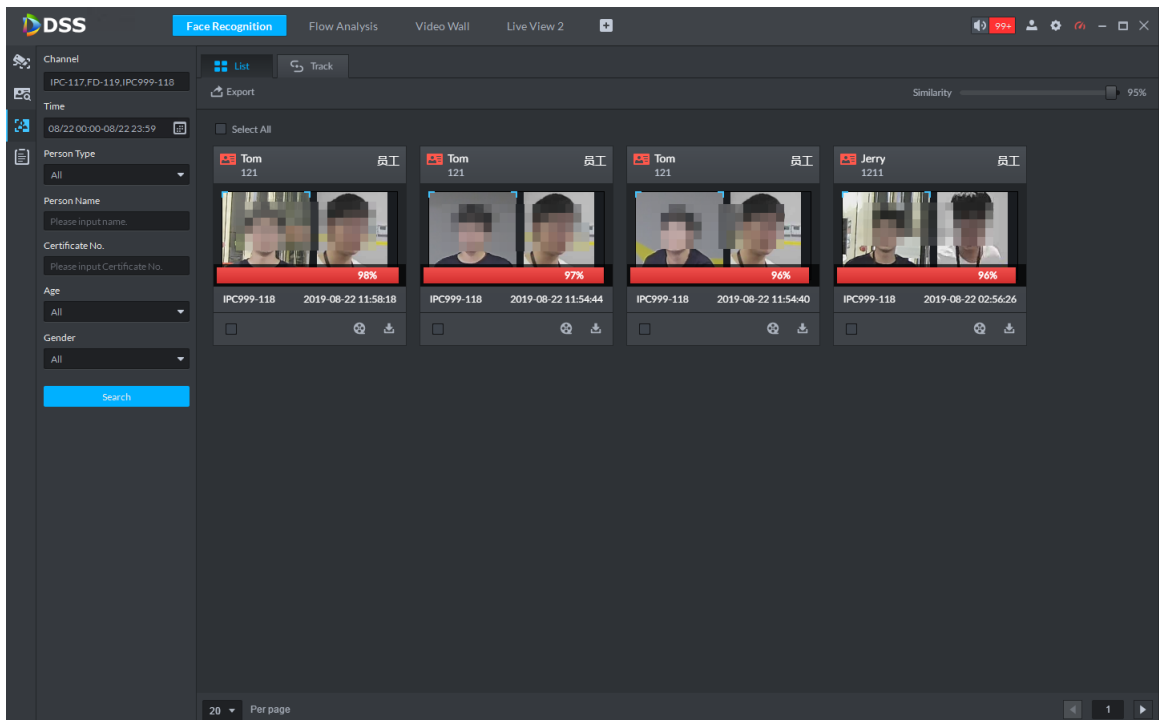 DSS
Face Recognition Flow Analysis Video Wall Live View 2 99+
Channel
IPC-117,FD-119,IPC999-118
Time
08/22 00:00-08/22 23:59
Person Type
All
Person Name
Please input name.
Certificate No.
Please input Certificate No.
Age
All
Gender
All
Search
List Track
Export Similarity 95%
Select All
Tom 员工
121
98%
IPC999-118 2019-08-22 11:58:18
Tom 员工
121
97%
IPC999-118 2019-08-22 11:54:44
Tom 员工
121
96%
IPC999-118 2019-08-22 11:54:40
Jerry 员工
1211
96%
IPC999-118 2019-08-22 02:56:26
20 Per page 1